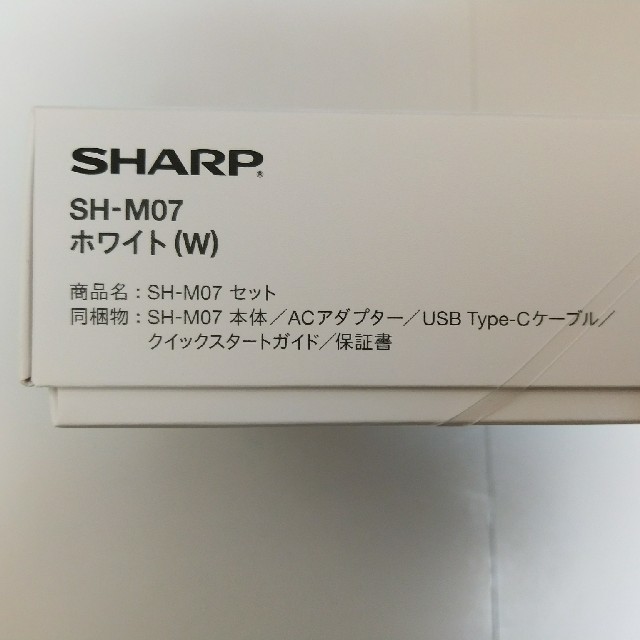 SHARP®
SH-M07
ホワイト(W)
商品名：SH-M07 セット
同梱物：SH-M07 本体／ACアダプター／USB Type-Cケーブル／
クイックスタートガイド／保証書